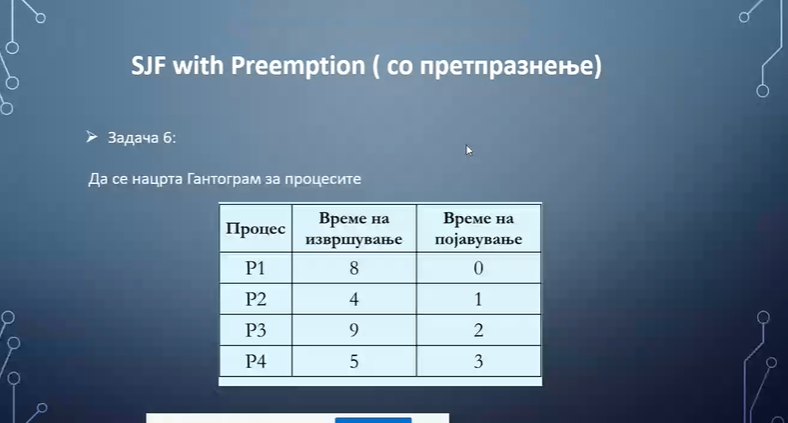 SJF with Preemption ( со претпразнење)
Задача 6:
Да се нацрта Гантограм за процесите
Процес Време на извршување Време на појавување
P1 8 0
P2 4 1
P3 9 2
P4 5 3